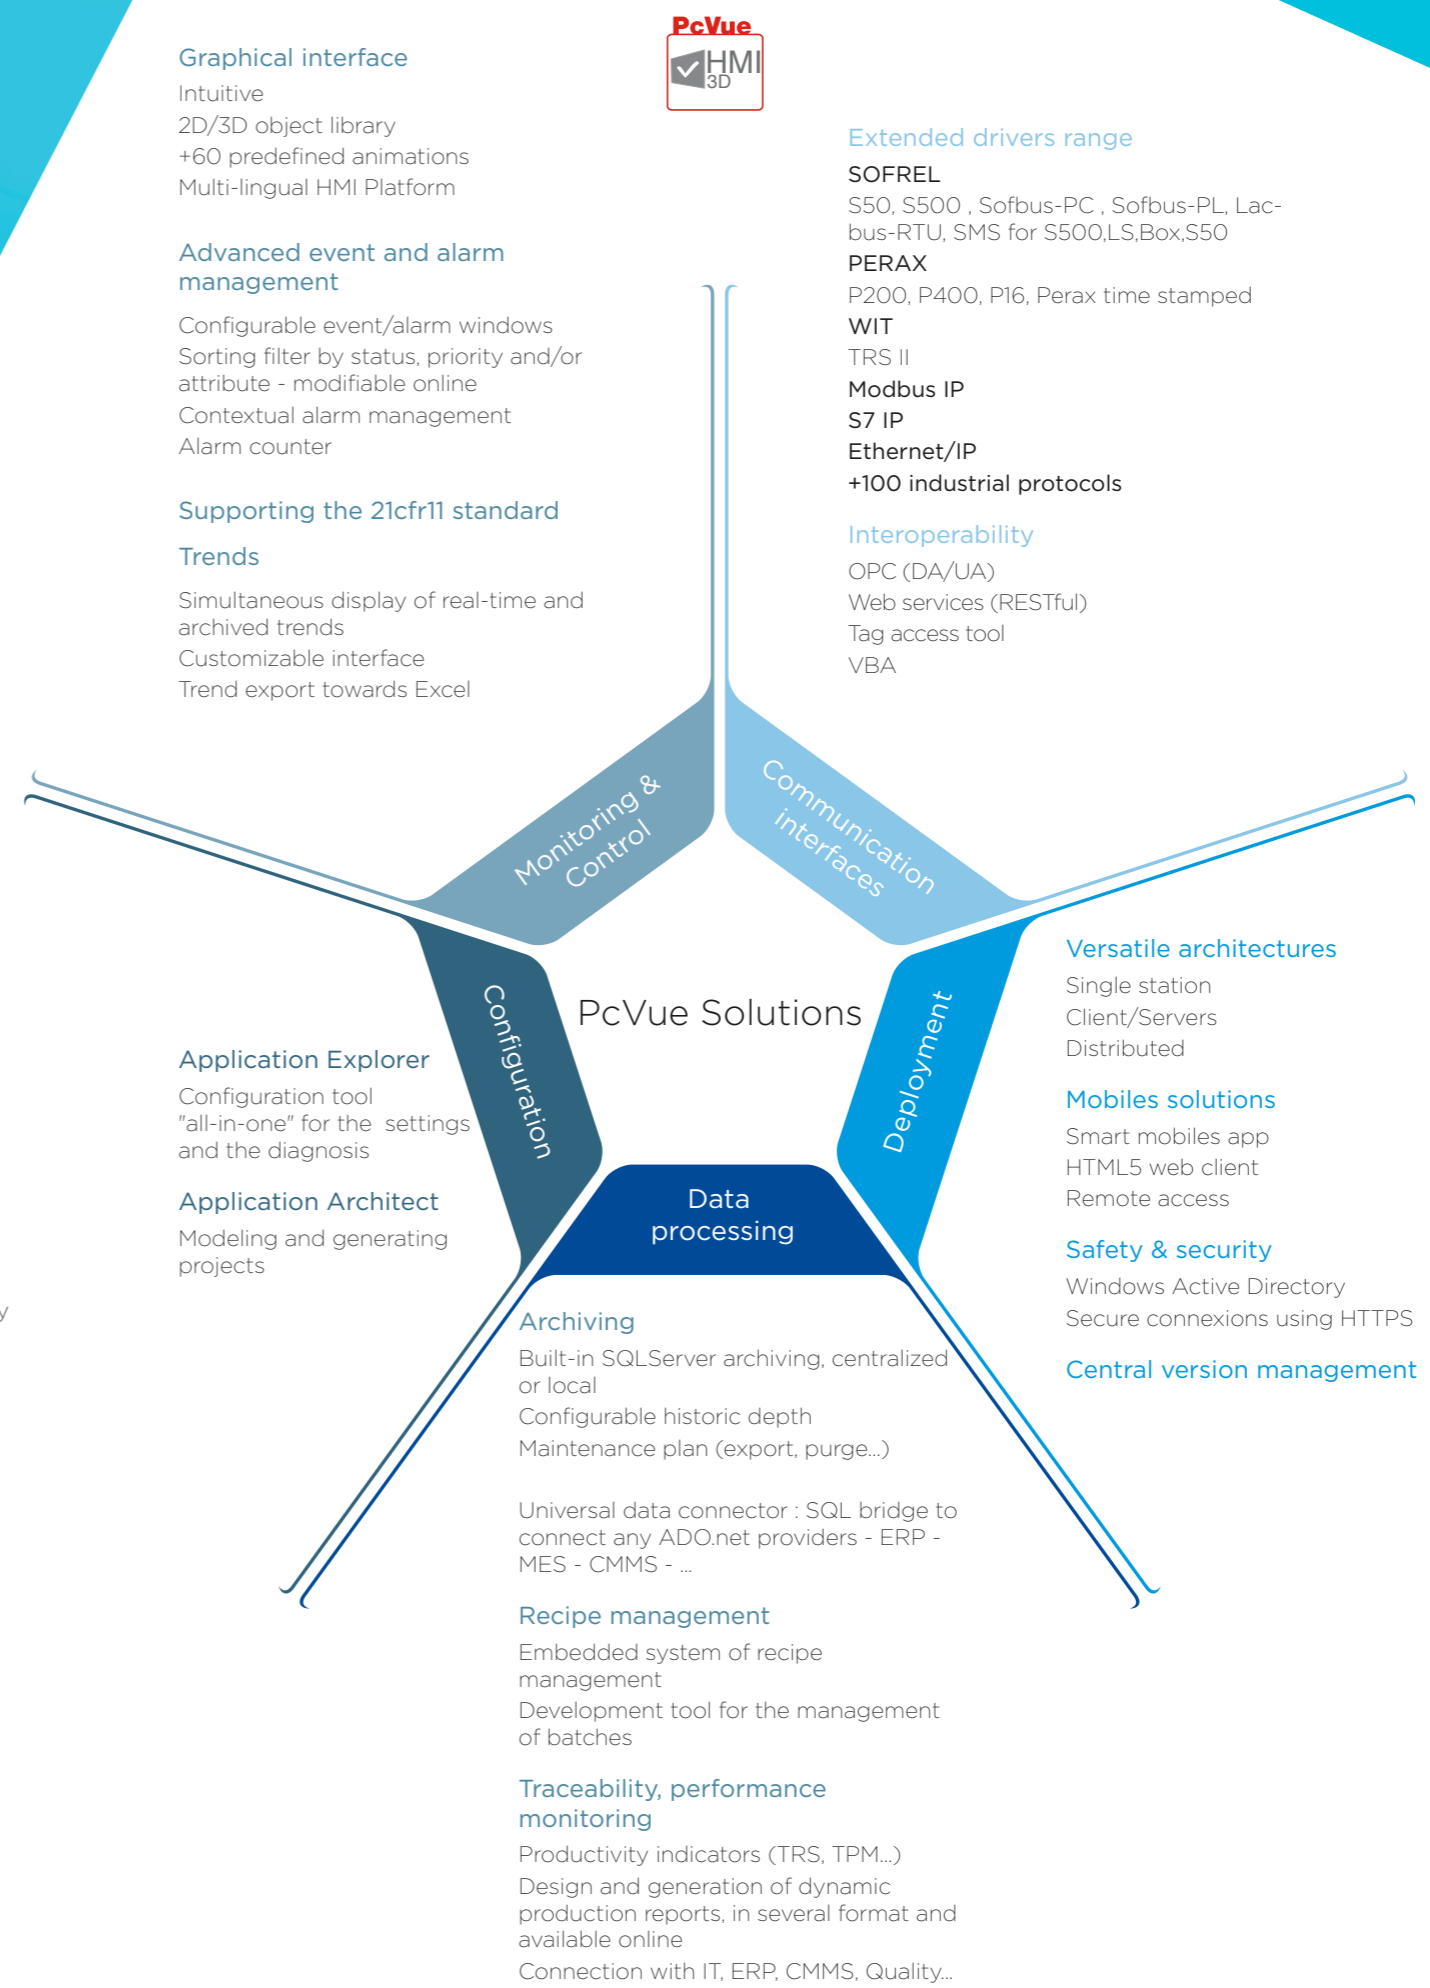 PcVue
HMI
3D
Graphical interface
Intuitive
2D/3D object library
+60 predefined animations
Multi-lingual HMI Platform
Advanced event and alarm
management
Configurable event/alarm windows
Sorting filter by status, priority and/or
attribute - modifiable online
Contextual alarm management
Alarm counter
Supporting the 21cfr11 standard
Trends
Simultaneous display of real-time and
archived trends
Customizable interface
Trend export towards Excel
Extended drivers range
SOFREL
S50, S500 , Sofbus-PC , Sofbus-PL, Lac-
bus-RTU, SMS for S500,LS,Box,S50
PERAX
P200, P400, P16, Perax time stamped
WIT
TRS II
Modbus IP
S7 IP
Ethernet/IP
+100 industrial protocols
Interoperability
OPC (DA/UA)
Web services (RESTful)
Tag access tool
VBA
Monitoring &
Control
Communication
interfaces
Configuration
PcVue Solutions
Deployment
Data
processing
Application Explorer
Configuration tool
"all-in-one" for the  settings
and the diagnosis
Application Architect
Modeling and generating
projects
y
Versatile architectures
Single station
Client/Servers
Distributed
Mobiles solutions
Smart mobiles app
HTML5 web client
Remote access
Safety & security
Windows Active Directory
Secure connexions using HTTPS
Central version management
Archiving
Built-in SQLServer archiving, centralized
or local
Configurable historic depth
Maintenance plan (export, purge...)
Universal data connector : SQL bridge to
connect any ADO.net providers - ERP -
MES - CMMS - ...
Recipe management
Embedded system of recipe
management
Development tool for the management
of batches
Traceability, performance
monitoring
Productivity indicators (TRS, TPM...)
Design and generation of dynamic
production reports, in several format and
available online
Connection with IT, ERP, CMMS, Quality...